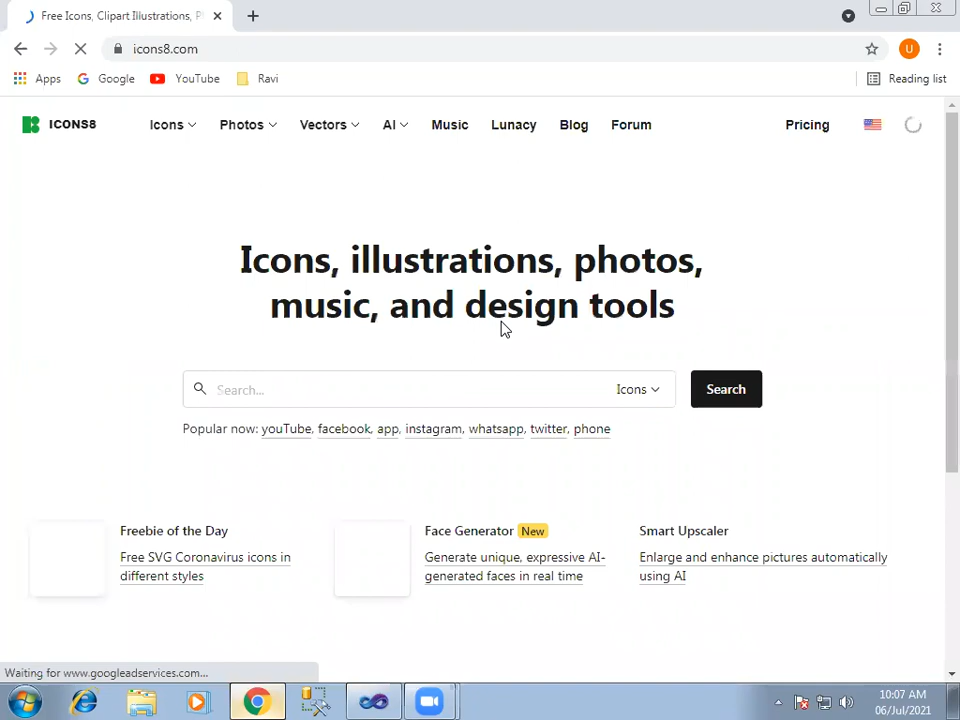 Free Icons, Clipart Illustrations, P
icons8.com
U
Apps Google YouTube Ravi Reading list
ICONS8 Icons Photos Vectors AI Music Lunacy Blog Forum Pricing
Icons, illustrations, photos,
music, and design tools
Search... Icons Search
Popular now: youTube, facebook, app, instagram, whatsapp, twitter, phone
Freebie of the Day
Free SVG Coronavirus icons in
different styles
Face Generator New
Generate unique, expressive AI-
generated faces in real time
Smart Upscaler
Enlarge and enhance pictures automatically
using AI
Waiting for www.googleadservices.com...
10:07 AM
06/Jul/2021